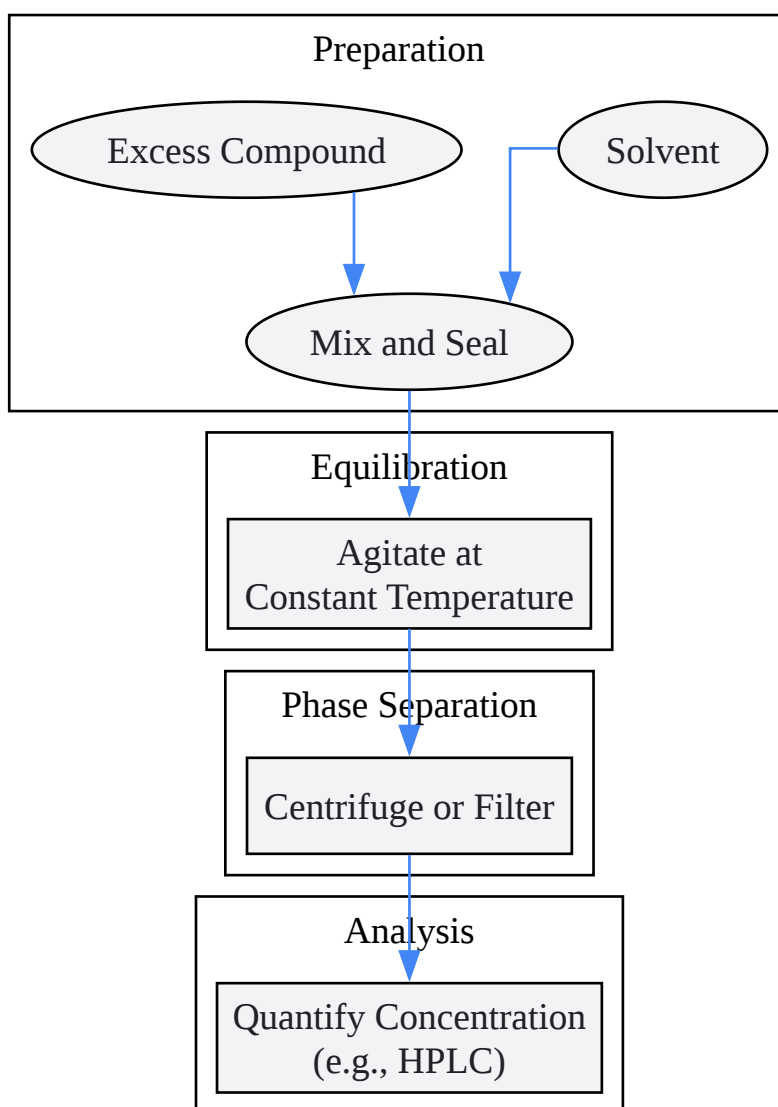 Preparation
Excess Compound
Solvent
Mix and Seal
Equilibration
Agitate at
Constant Temperature
Phase Separation
Centrifuge or Filter
Analysis
Quantify Concentration
(e.g., HPLC)